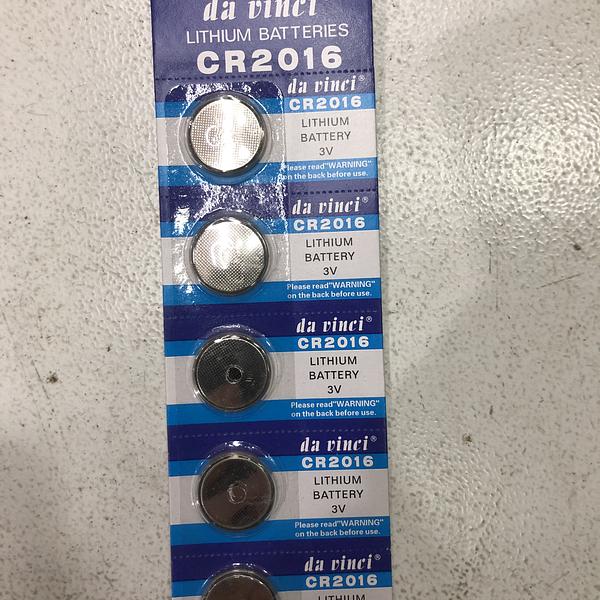 da vinci
LITHIUM BATTERIES
CR2016
da vinci®
CR2016
LITHIUM
BATTERY
3V
Please read"WARNING"
on the back before use.
da vinci®
CR2016
LITHIUM
BATTERY
3V
Please read"WARNING"
on the back before use.
da vinci®
CR2016
LITHIUM
BATTERY
3V
Please read"WARNING"
on the back before use.
da vinci®
CR2016
LITHIUM
BATTERY
3V
Please read"WARNING"
on the back before use.
da vinci®
CR2016
LITHIUM